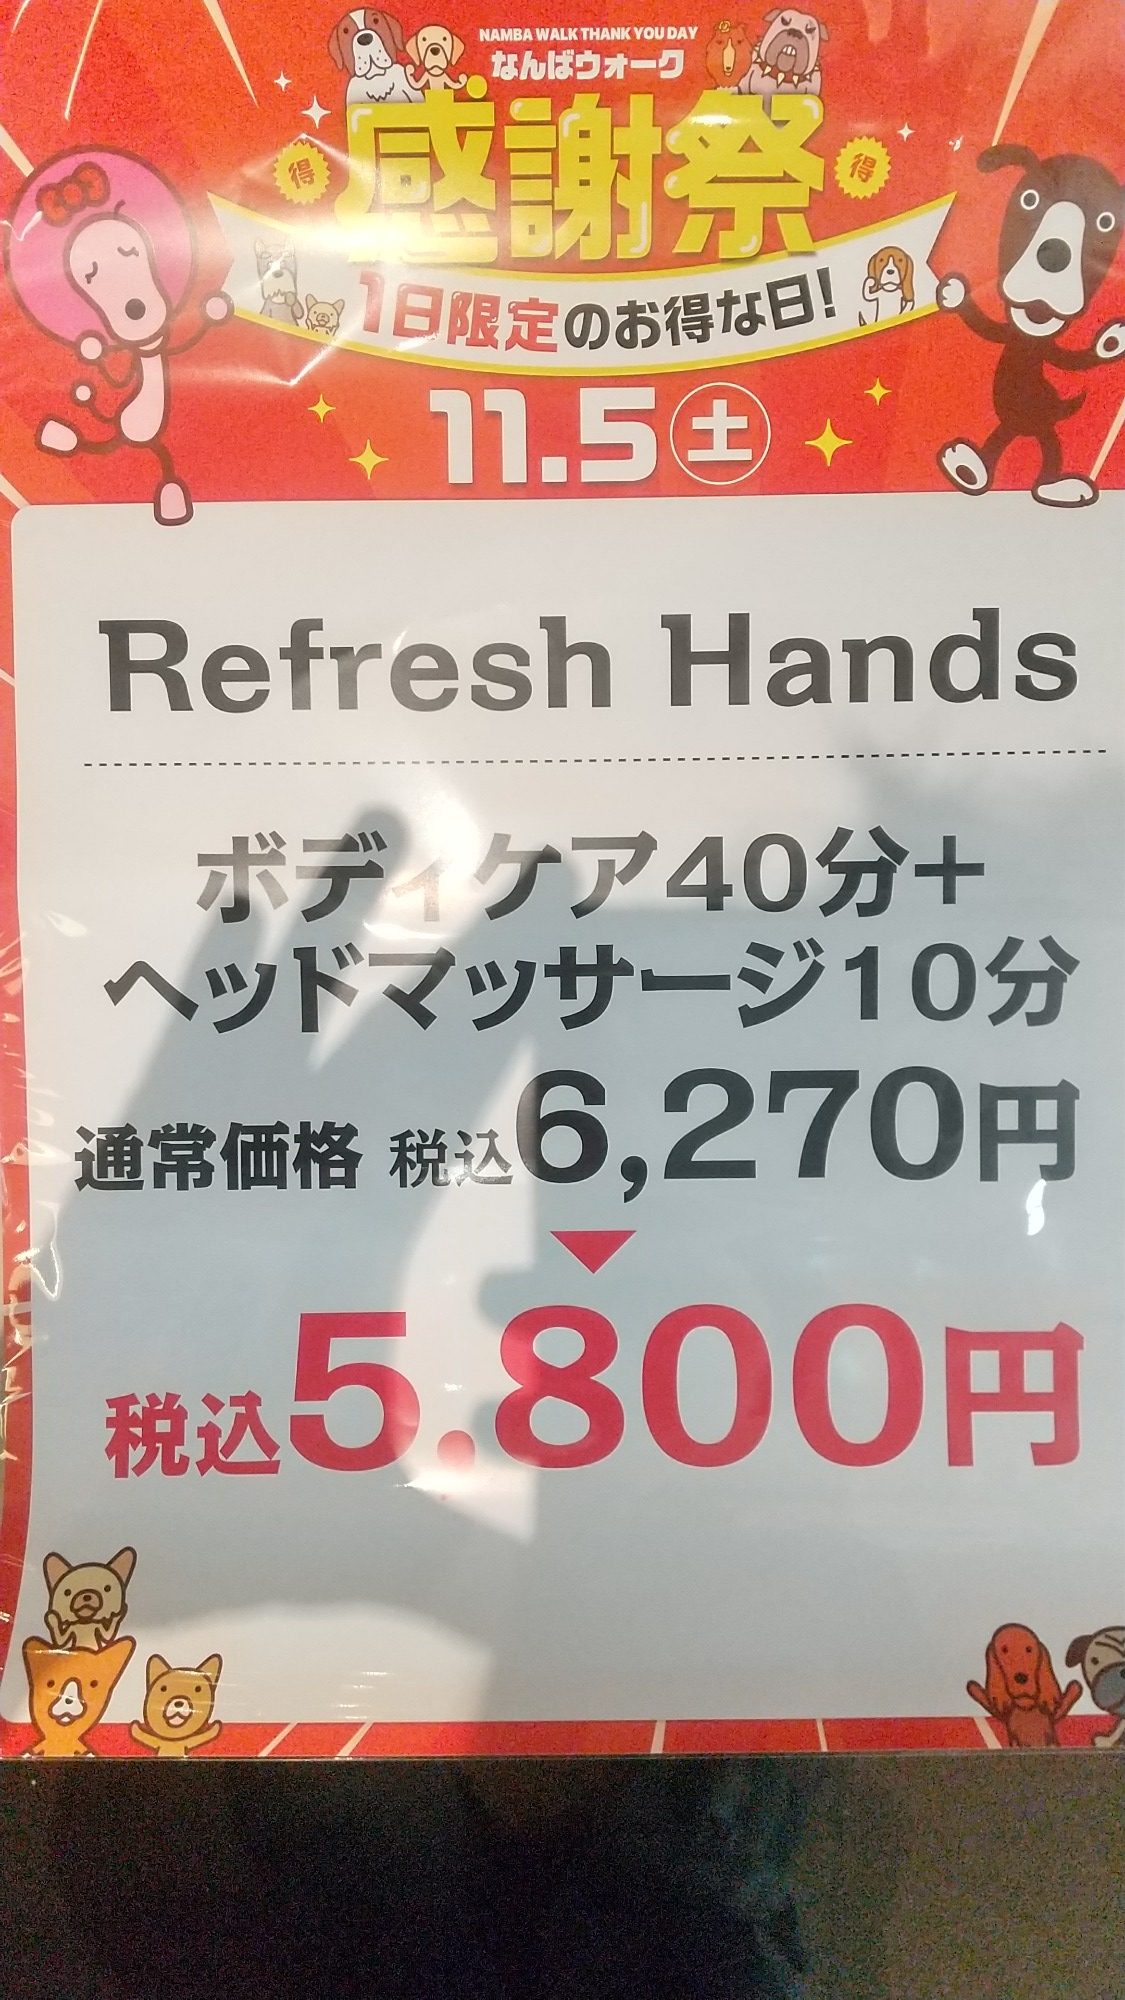 NAMBA WALK THANK YOU DAY
なんばウォーク
得 感謝祭 得
1日限定のお得な日!
11.5 土
Refresh Hands
ボディケア40分+
ヘッドマッサージ10分
通常価格 税込6,270円
▼
税込5.800円